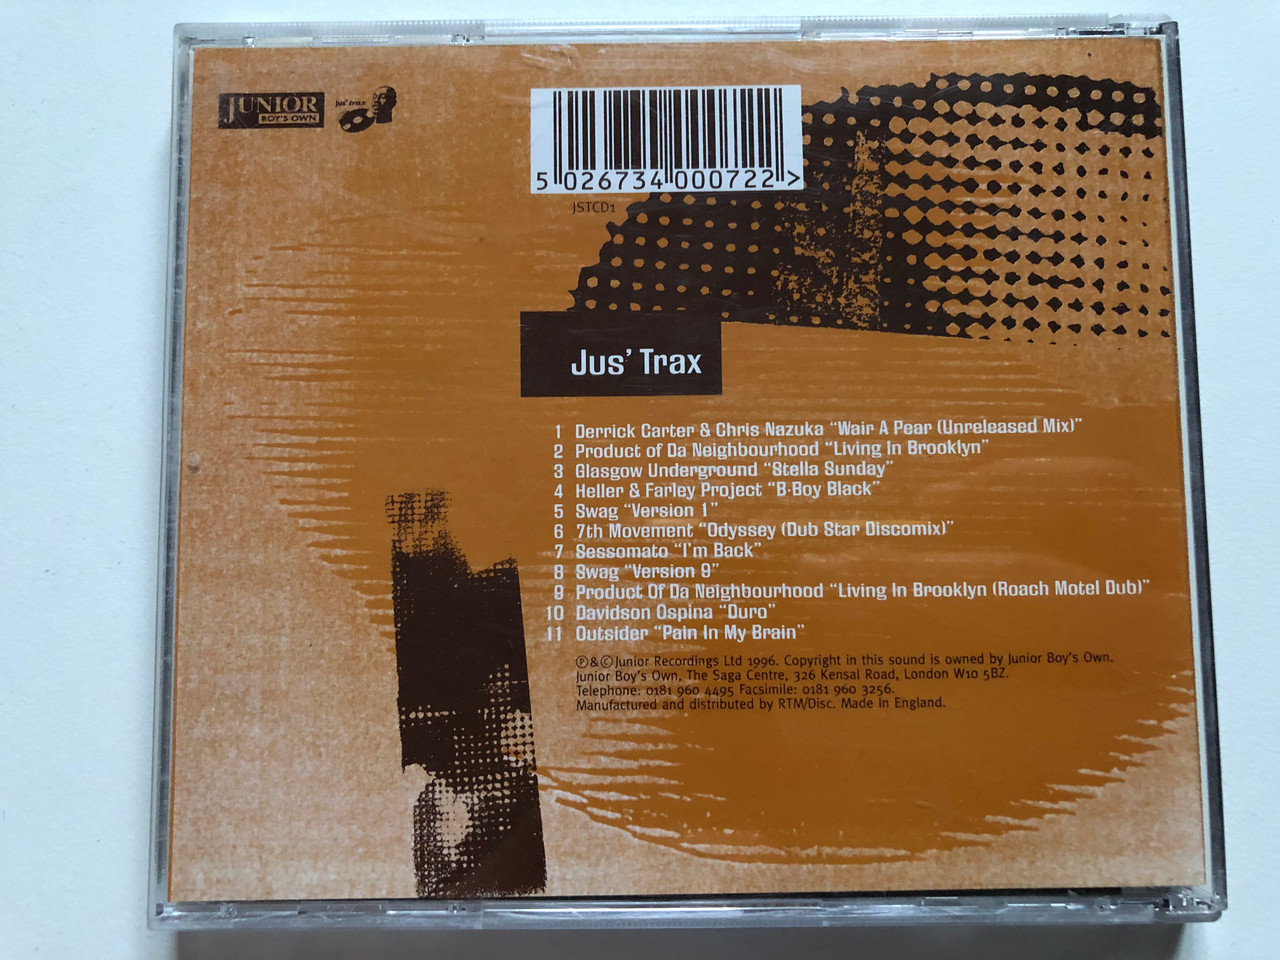 JUNIOR
BOY'S OWN
jus' trax
5 026734 000722 >
JSTCD1
Jus' Trax
1 Derrick Carter & Chris Nazuka “Wair A Pear (Unreleased Mix)”
2 Product of Da Neighbourhood “Living In Brooklyn”
3 Glasgow Underground “Stella Sunday”
4 Heller & Farley Project “B-Boy Black”
5 Swag “Version 1”
6 7th Movement “Odyssey (Dub Star Discomix)”
7 Sessomato “I'm Back”
8 Swag “Version 9”
9 Product Of Da Neighbourhood “Living In Brooklyn (Roach Motel Dub)”
10 Davidson Ospina “Duro”
11 Outsider “Pain In My Brain”
℗&©Junior Recordings Ltd 1996. Copyright in this sound is owned by Junior Boy's Own.
Junior Boy's Own, The Saga Centre, 326 Kensal Road, London W10 5BZ.
Telephone: 0181 960 4495 Facsimile: 0181 960 3256.
Manufactured and distributed by RTM/Disc. Made in England.